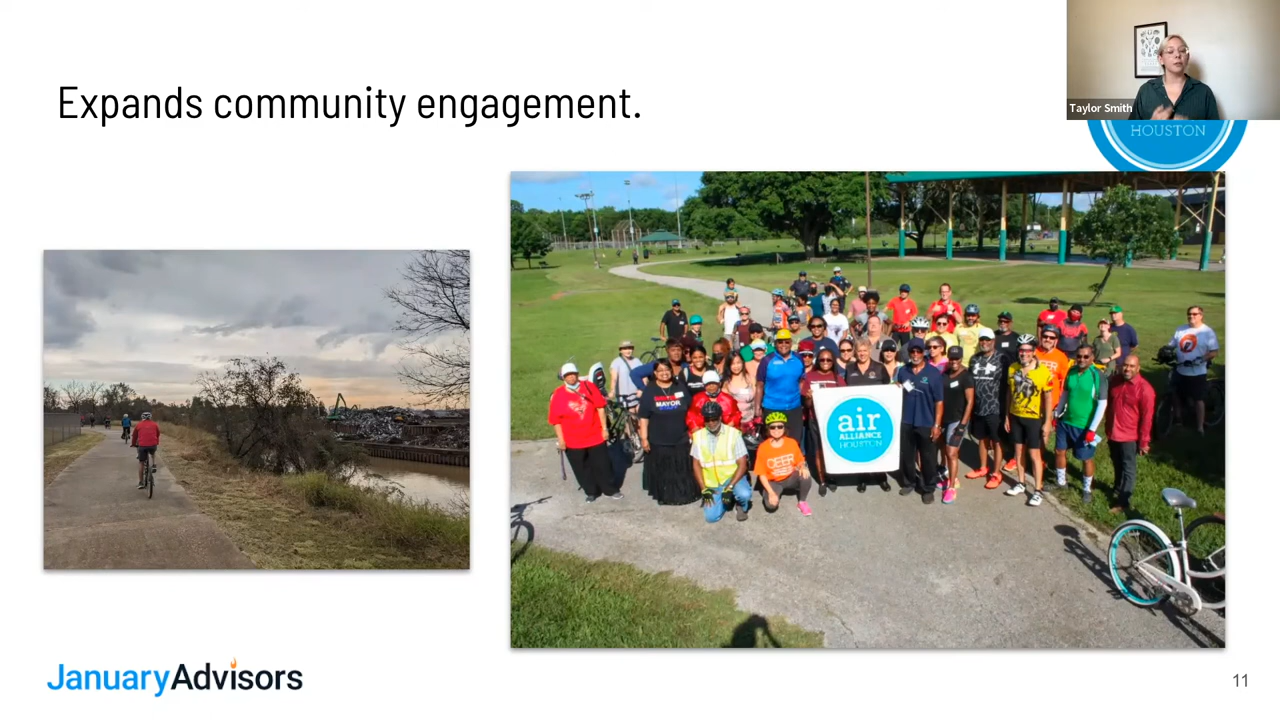 Expands community engagement.
Taylor Smith
HOUSTON
MAYOR
air
ALLIANCE
HOUSTON
CEER
JanuaryAdvisors
11